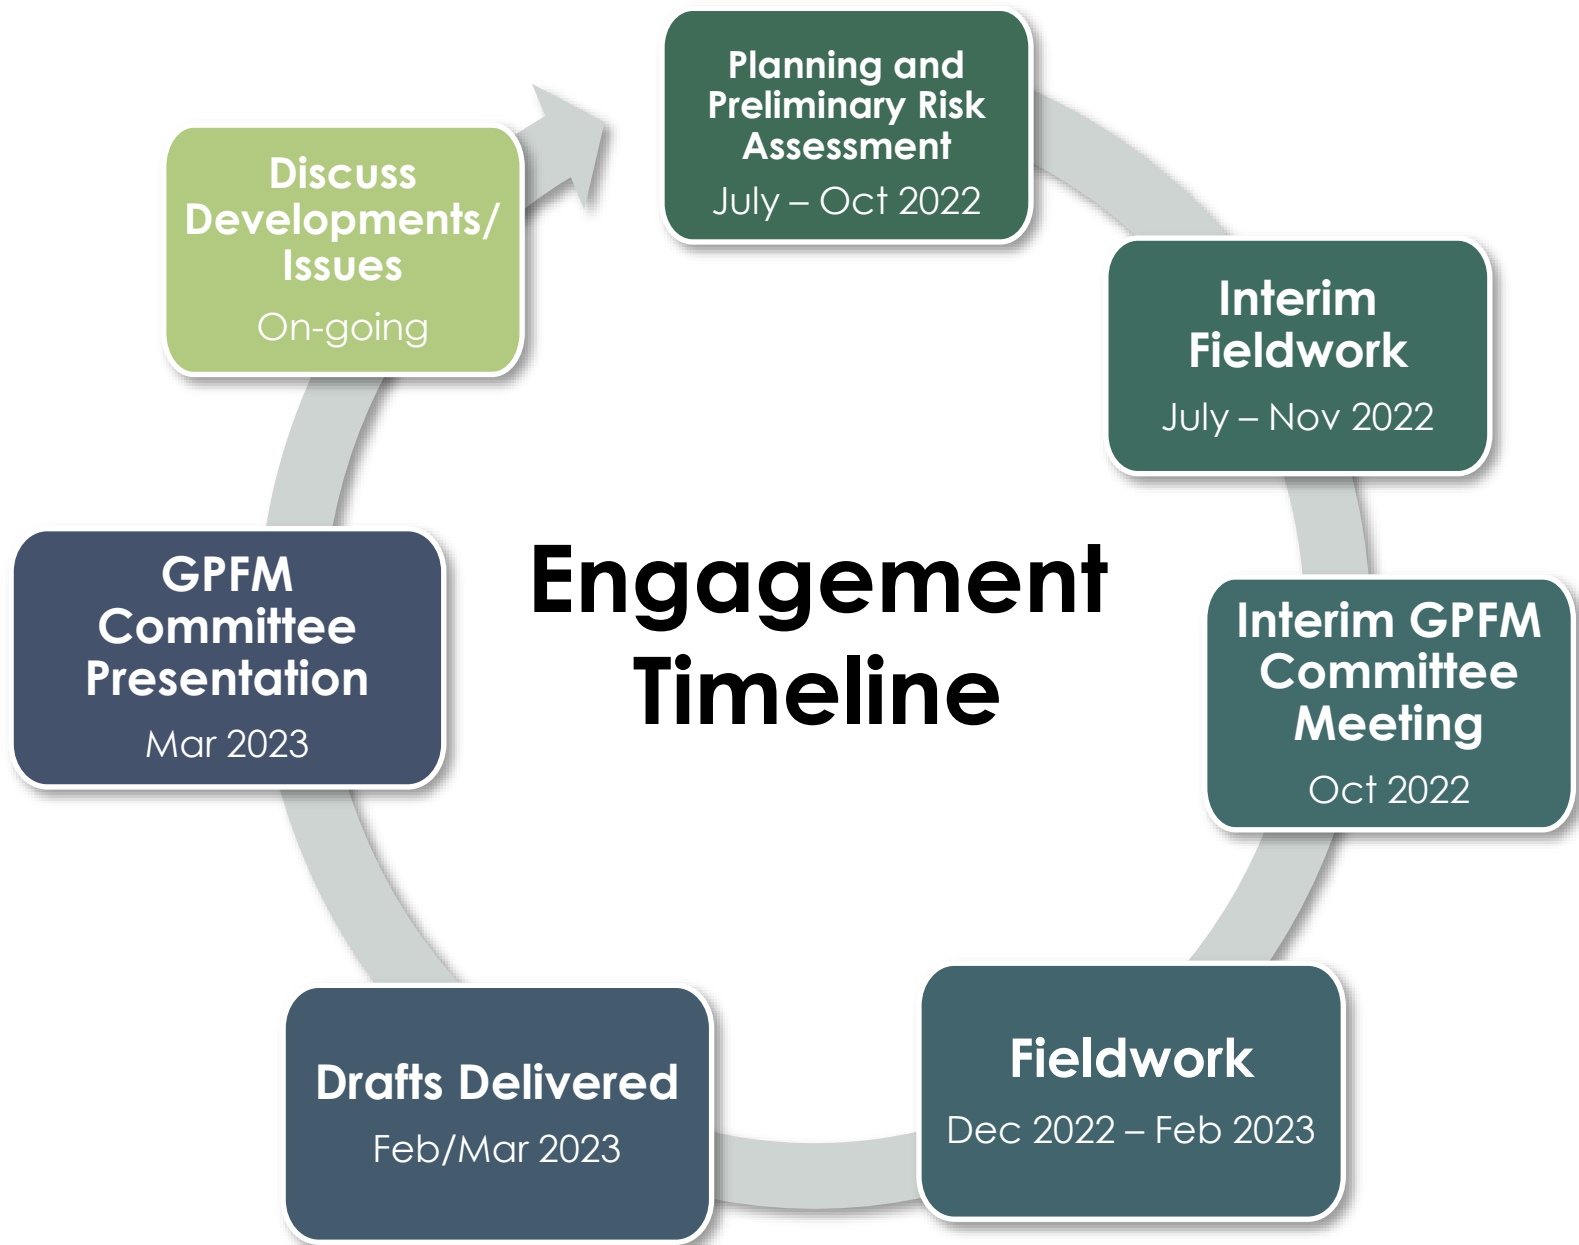 Planning and
Preliminary Risk
Assessment
July – Oct 2022
Interim
Fieldwork
July – Nov 2022
Interim GPFM
Committee
Meeting
Oct 2022
Fieldwork
Dec 2022 – Feb 2023
Drafts Delivered
Feb/Mar 2023
GPFM
Committee
Presentation
Mar 2023
Discuss
Developments/
Issues
On-going
Engagement
Timeline